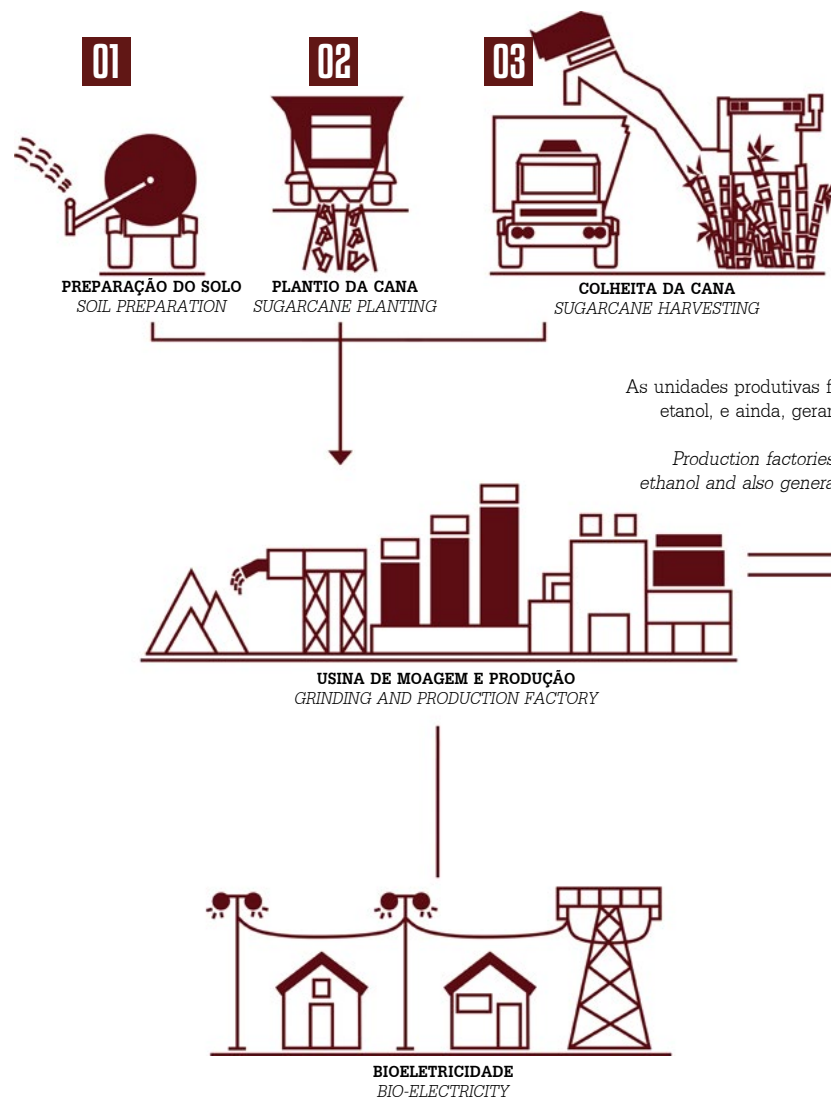 01
02
03
PREPARAÇÃO DO SOLO
SOIL PREPARATION
PLANTIO DA CANA
SUGARCANE PLANTING
COLHEITA DA CANA
SUGARCANE HARVESTING
As unidades produtivas f
etanol, e ainda, gerar
Production factories
ethanol and also genera
USINA DE MOAGEM E PRODUÇÃO
GRINDING AND PRODUCTION FACTORY
BIOELETRICIDADE
BIO-ELECTRICITY